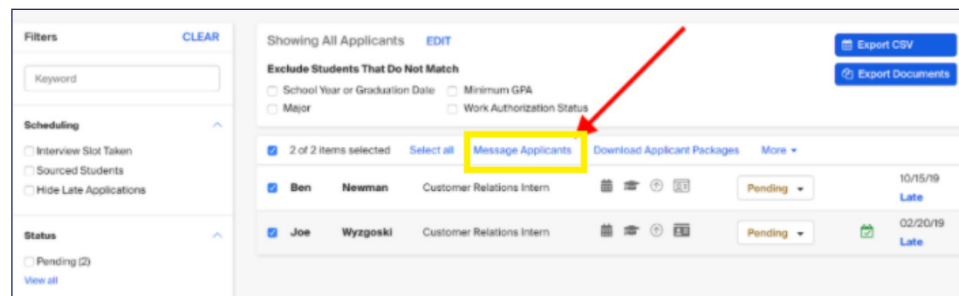 Filters CLEAR
Keyword
Scheduling
Interview Slot Taken
Sourced Students
Hide Late Applications
Status
Pending (2)
View all
Showing All Applicants EDIT
Export CSV
Export Documents
Exclude Students That Do Not Match
School Year or Graduation Date Minimum GPA
Major Work Authorization Status
2 of 2 items selected Select all Message Applicants Download Applicant Packages More
Ben Newman Customer Relations Intern Pending 10/15/19
Late
Joe Wyzgoski Customer Relations Intern Pending 02/20/19
Late